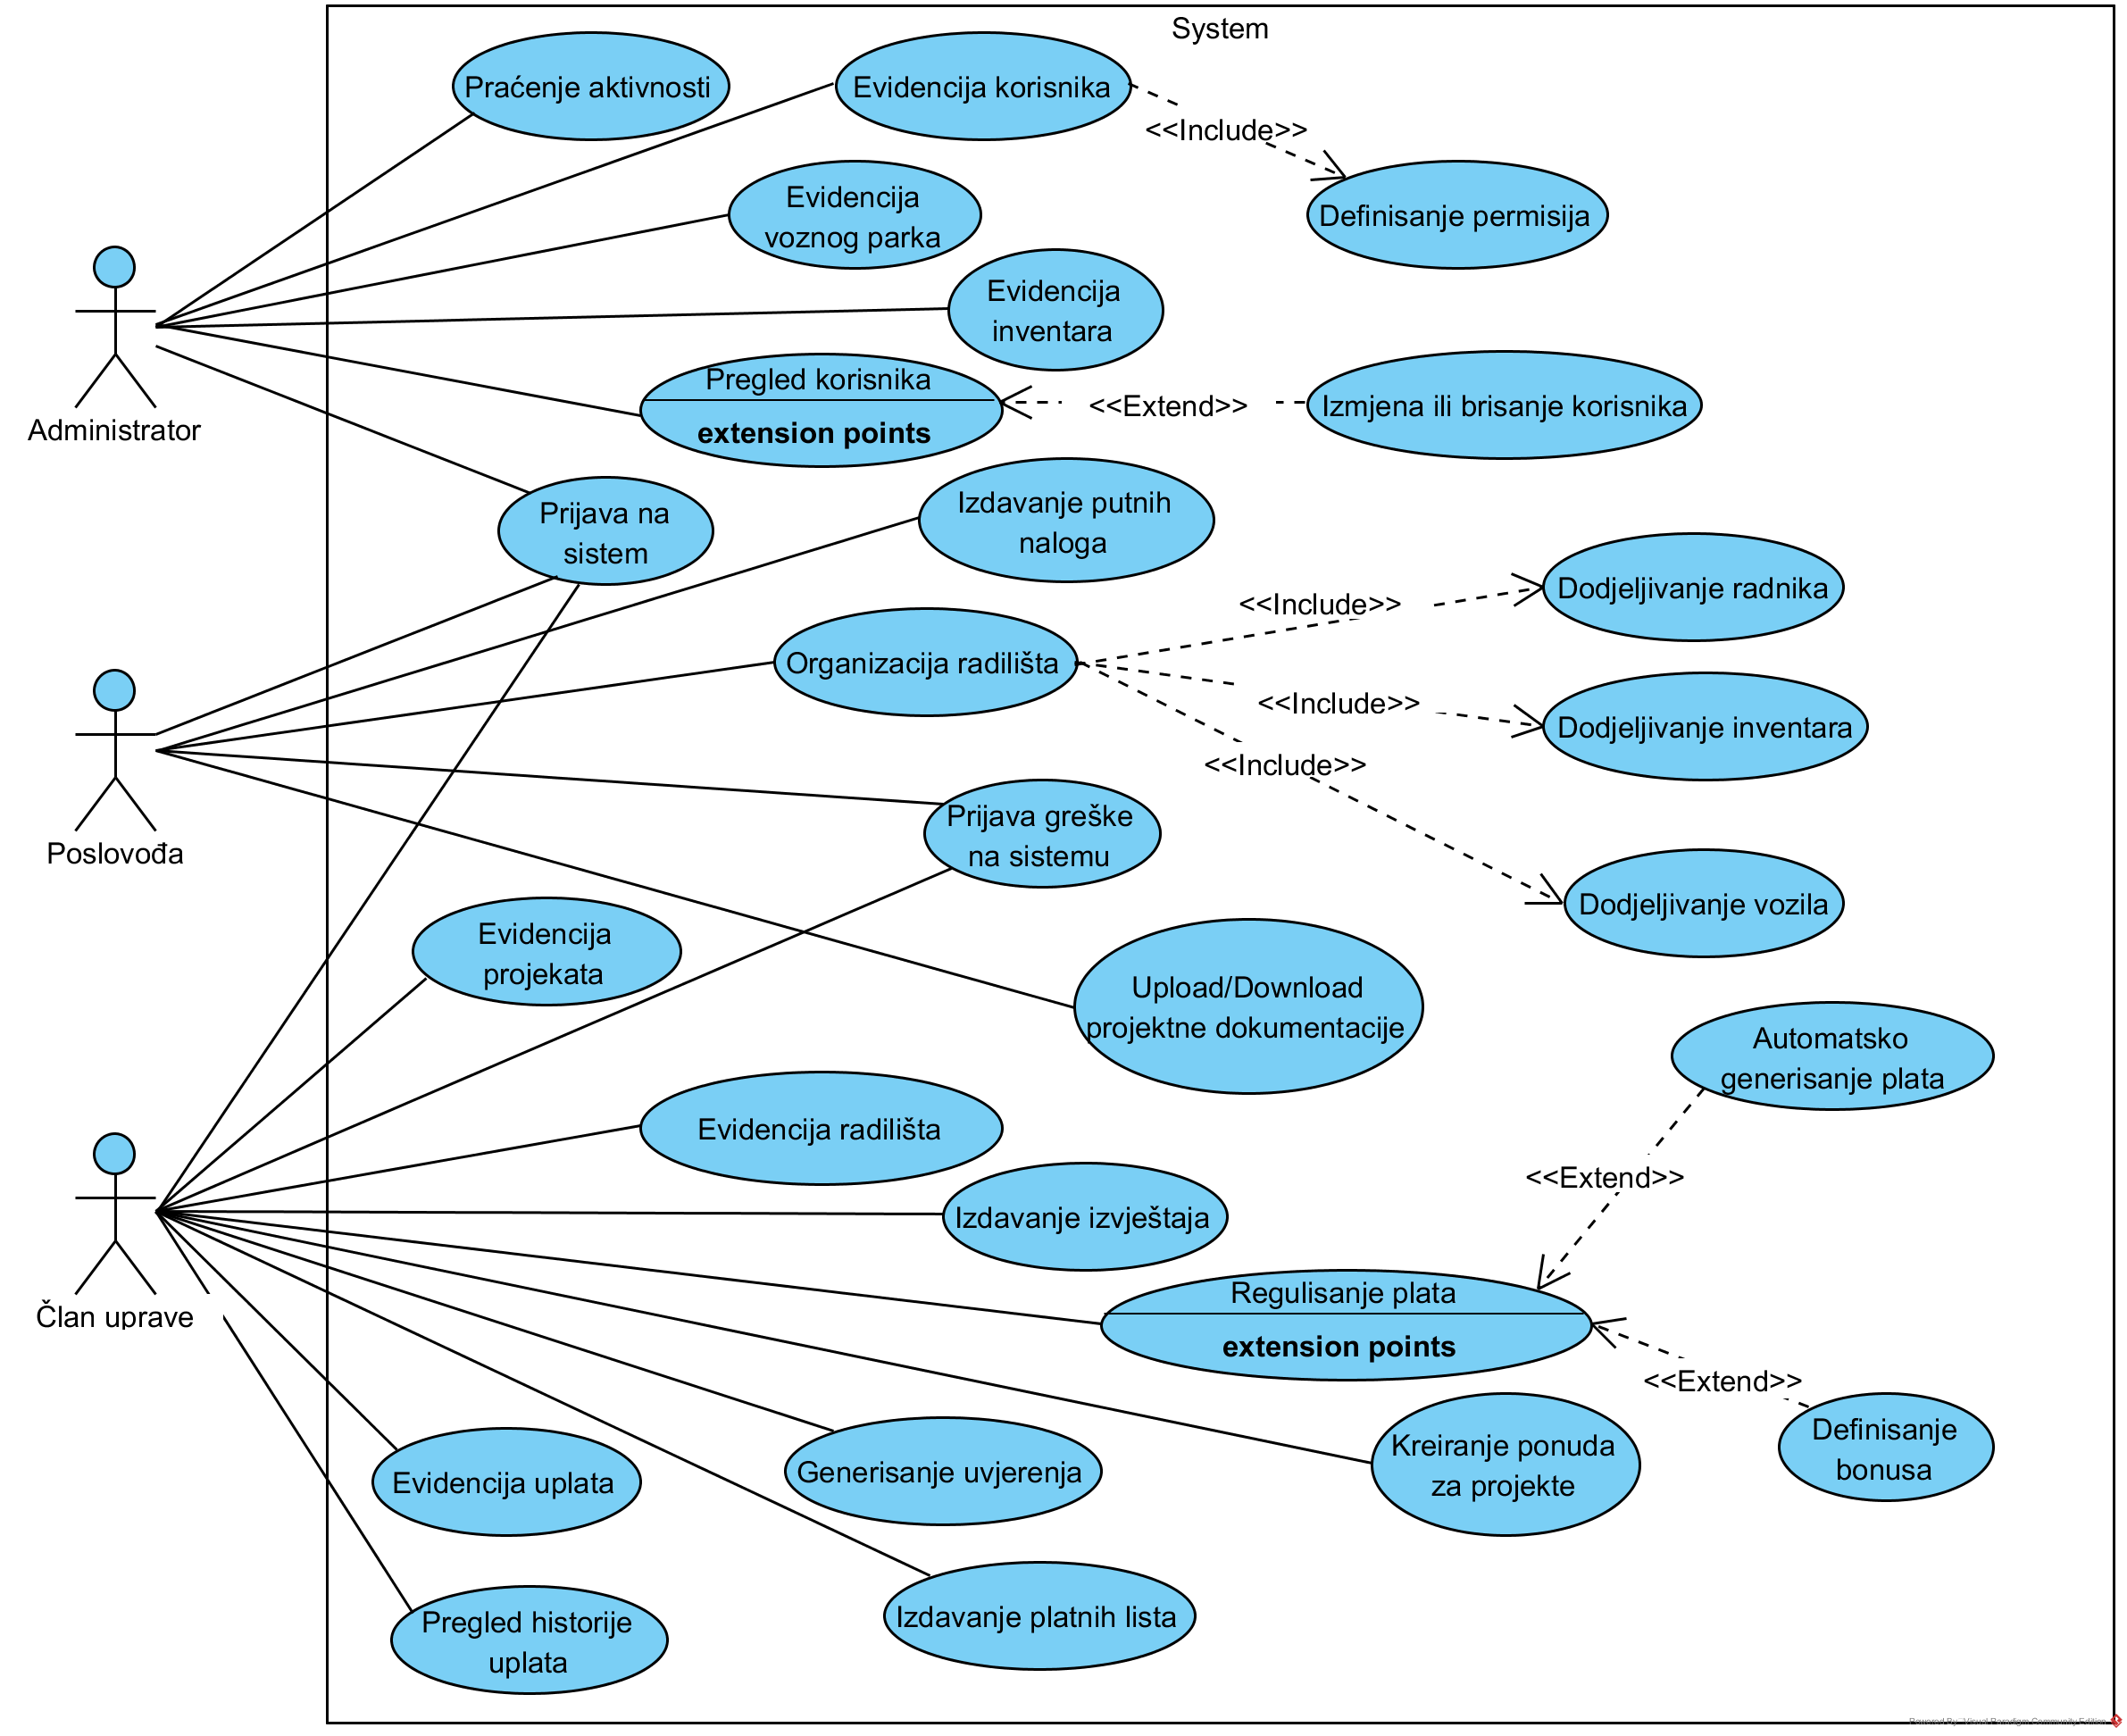 System
Praćenje aktivnosti
Evidencija korisnika
<<Include>>
Evidencija
voznog parka
Definisanje permisija
Evidencija
inventara
Administrator
Pregled korisnika
extension points
<<Extend>>
Izmjena ili brisanje korisnika
Prijava na
sistem
Izdavanje putnih
naloga
<<Include>>
Dodjeljivanje radnika
Organizacija radilišta
<<Include>>
Dodjeljivanje inventara
<<Include>>
Poslovođa
Prijava greške
na sistemu
Dodjeljivanje vozila
Evidencija
projekata
Upload/Download
projektne dokumentacije
Automatsko
generisanje plata
Evidencija radilišta
<<Extend>>
Izdavanje izvještaja
Član uprave
Regulisanje plata
extension points
<<Extend>>
Kreiranje ponuda
za projekte
Definisanje
bonusa
Evidencija uplata
Generisanje uvjerenja
Izdavanje platnih lista
Pregled historije
uplata
Powered By Visual Paradigm Community Edition